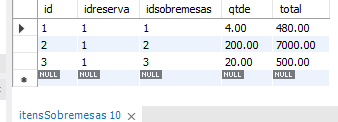 id idreserva idsobremesas qtde total
1 1 1 4.00 480.00
2 1 2 200.00 7000.00
3 1 3 20.00 500.00
NULL NULL NULL NULL NULL
itensSobremesas 10